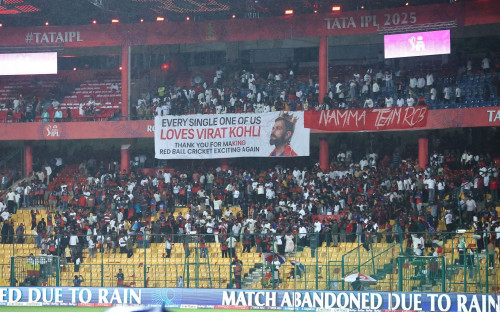 #TATAIPL
TATA IPL 2025
EVERY SINGLE ONE OF US
LOVES VIRAT KOHLI
THANK YOU FOR MAKING
RED BALL CRICKET EXCITING AGAIN
NAMMA TEAM RCB
ED DUE TO RAIN MATCH ABANDONED DUE TO RAIN